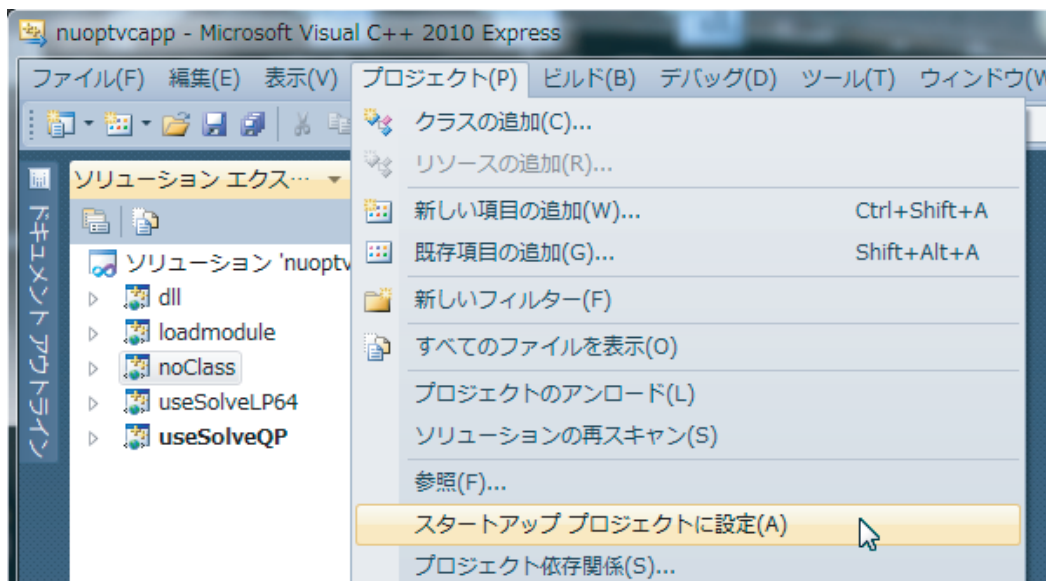 nuoptvcapp - Microsoft Visual C++ 2010 Express
ファイル(F) 編集(E) 表示(V) プロジェクト(P) ビルド(B) デバッグ(D) ツール(T) ウィンドウ(W
ドキュメント アウトライン
ソリューション エクス…
ソリューション 'nuoptv
dll
loadmodule
noClass
useSolveLP64
useSolveQP
クラスの追加(C)...
リソースの追加(R)...
新しい項目の追加(W)... Ctrl+Shift+A
既存項目の追加(G)... Shift+Alt+A
新しいフィルター(F)
すべてのファイルを表示(O)
プロジェクトのアンロード(L)
ソリューションの再スキャン(S)
参照(F)...
スタートアップ プロジェクトに設定(A)
プロジェクト依存関係(S)...